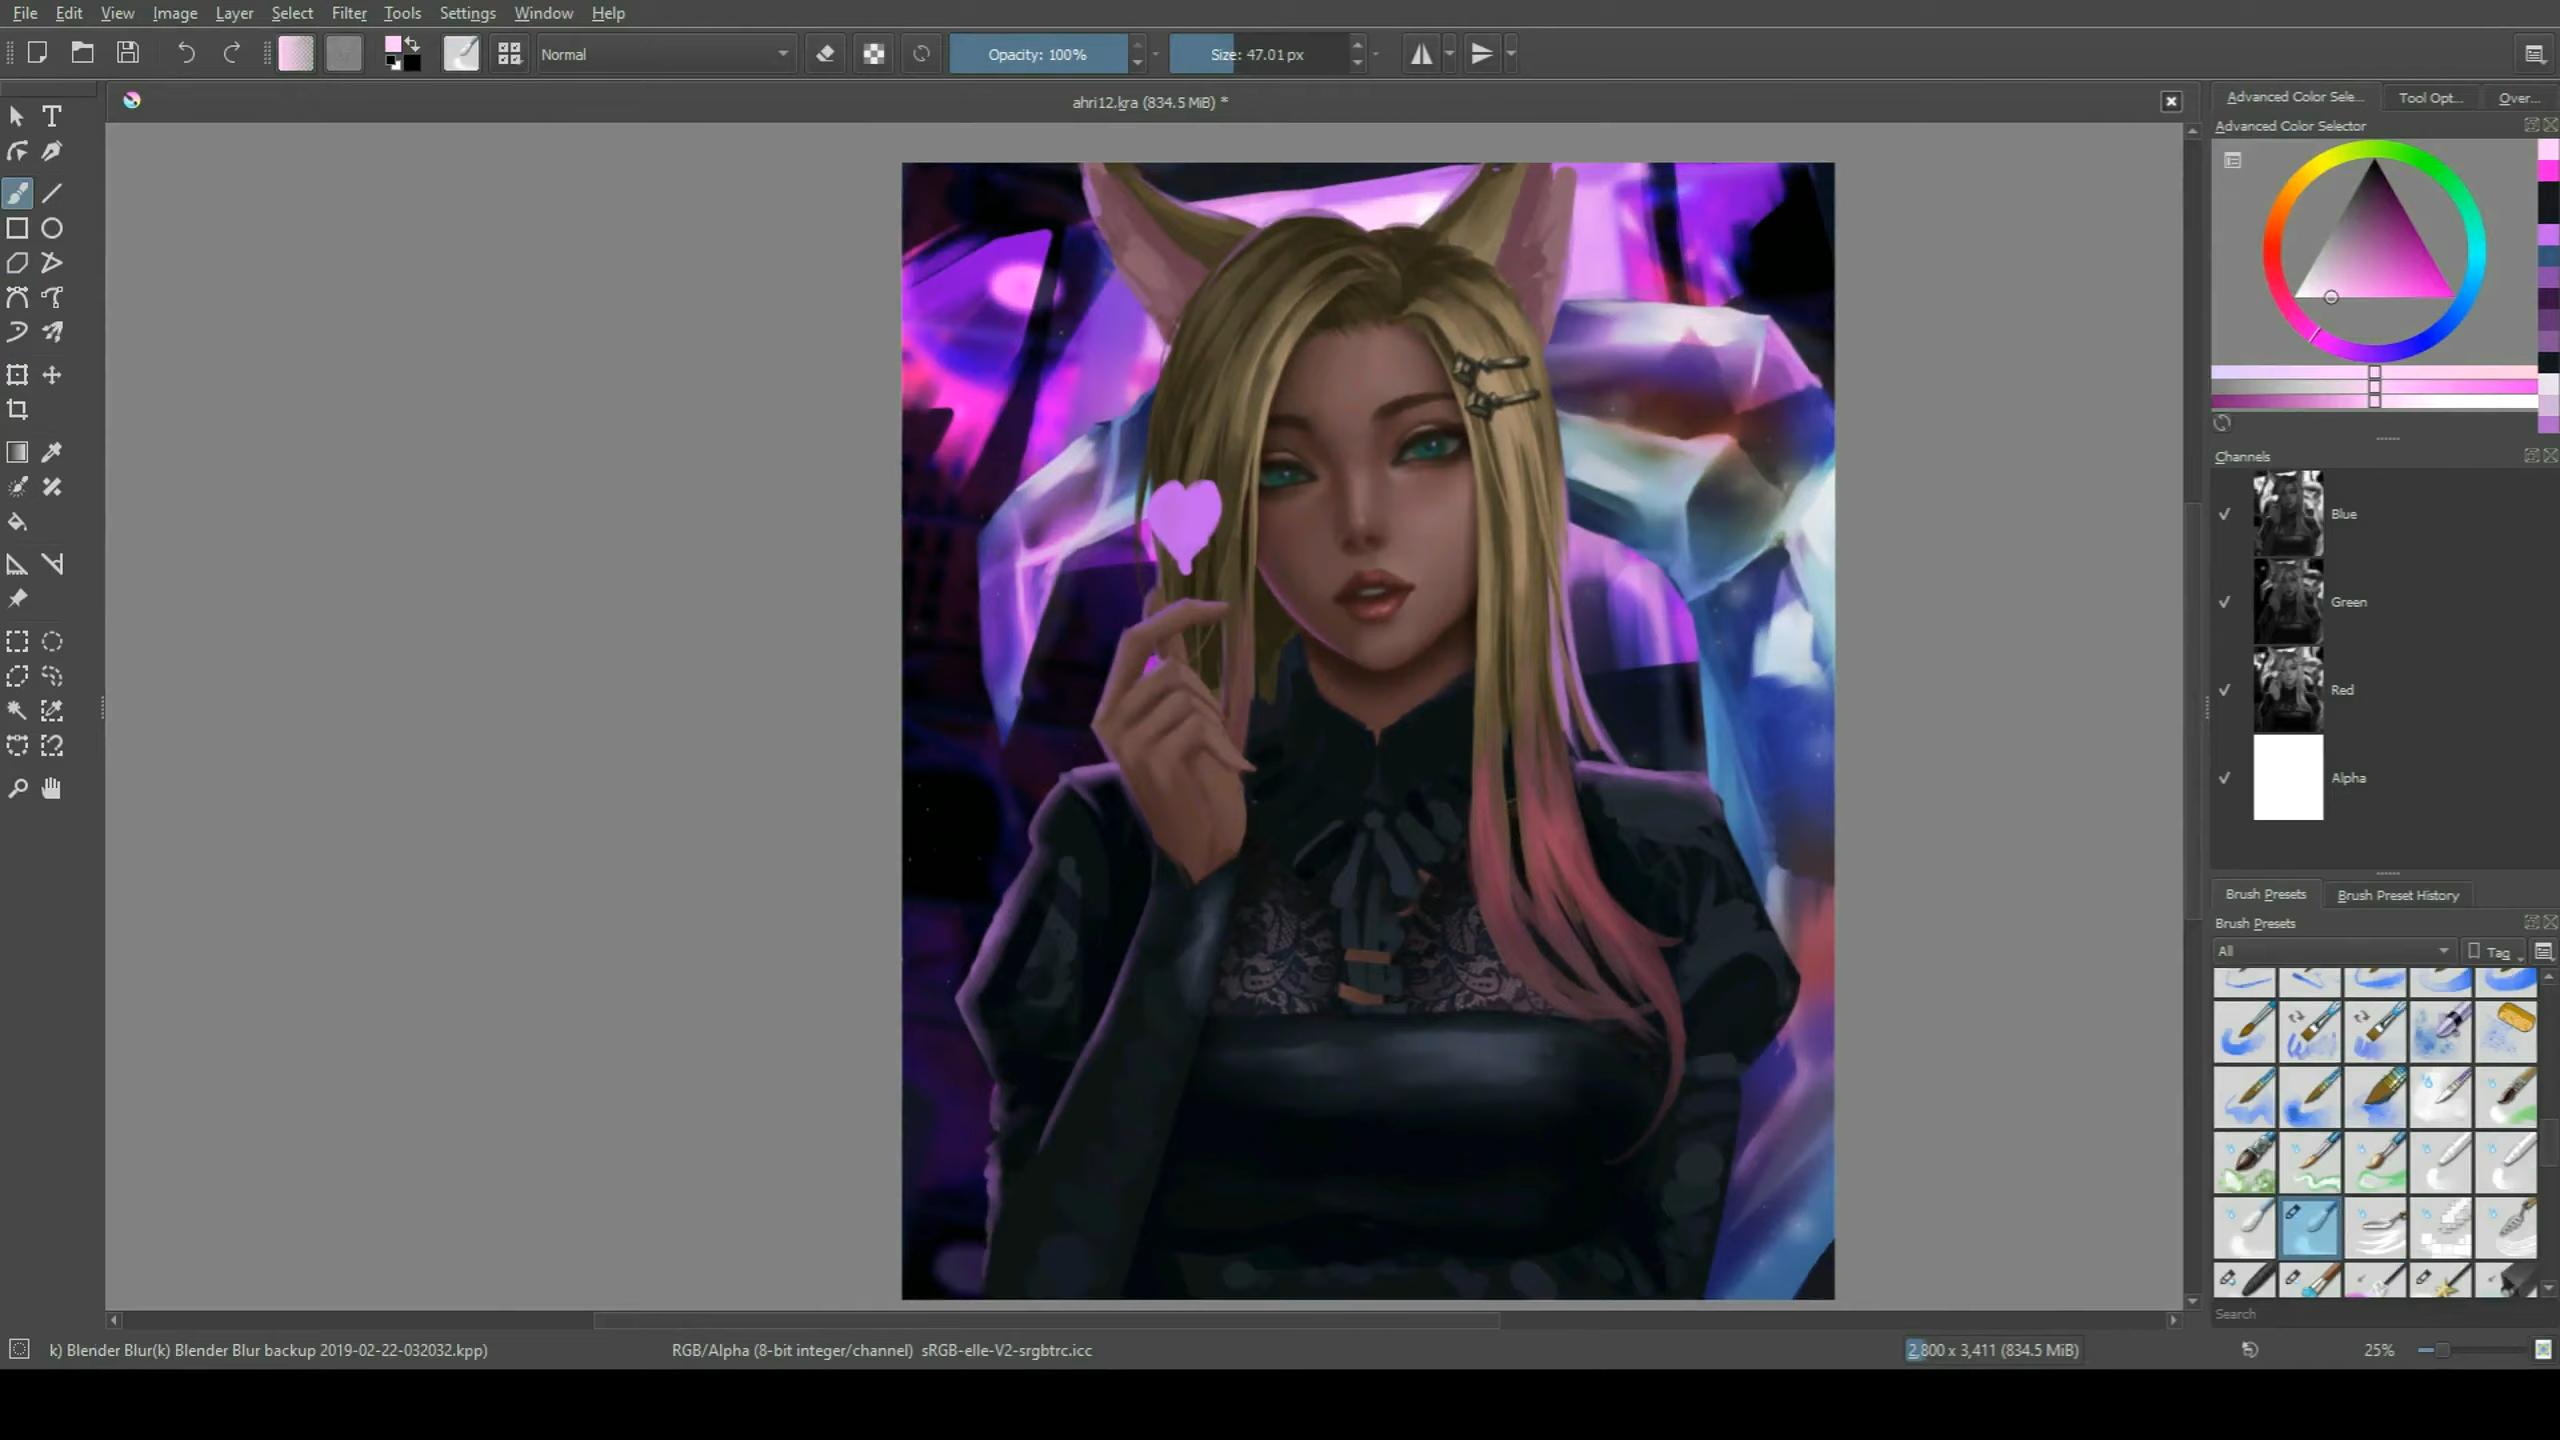 File Edit View Image Layer Select Filter Tools Settings Window Help
Normal
Opacity: 100%
Size: 47.01 px
ahri12.kra (834.5 MiB) *
Advanced Color Sele... Tool Opt... Over...
Advanced Color Selector
Channels
Blue
Green
Red
Alpha
Brush Presets Brush Preset History
Brush Presets
All Tag
Search
k) Blender Blur(k) Blender Blur backup 2019-02-22-032032.kpp)
RGB/Alpha (8-bit integer/channel) sRGB-elle-V2-srgbtrc.icc
2,800 x 3,411 (834.5 MiB)
25%